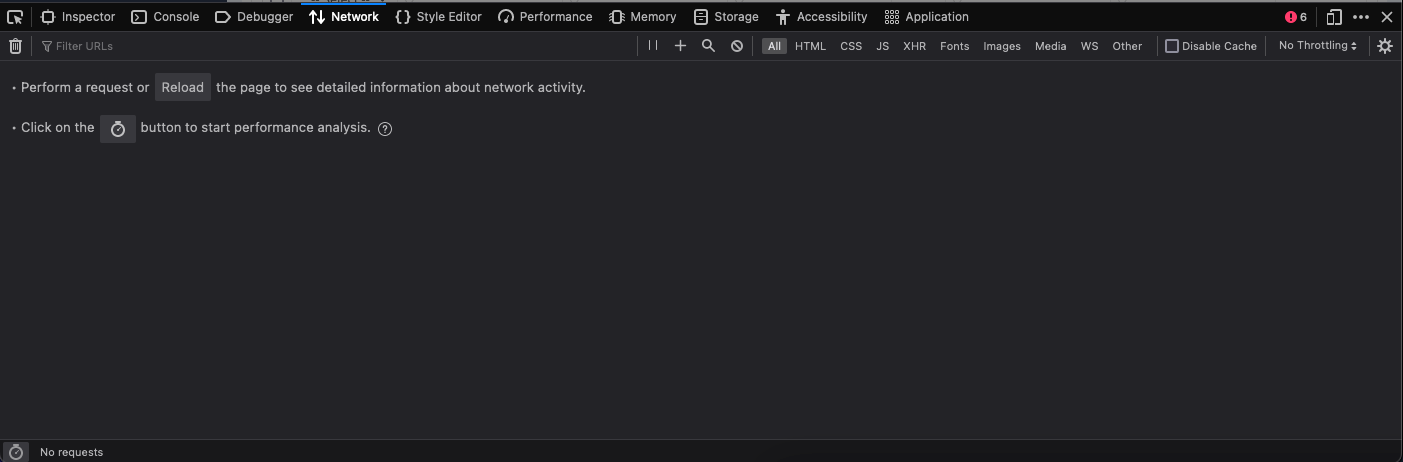 Inspector Console Debugger Network Style Editor Performance Memory Storage Accessibility Application 6
Filter URLs All HTML CSS JS XHR Fonts Images Media WS Other Disable Cache No Throttling
• Perform a request or Reload the page to see detailed information about network activity.
• Click on the button to start performance analysis. ?
No requests